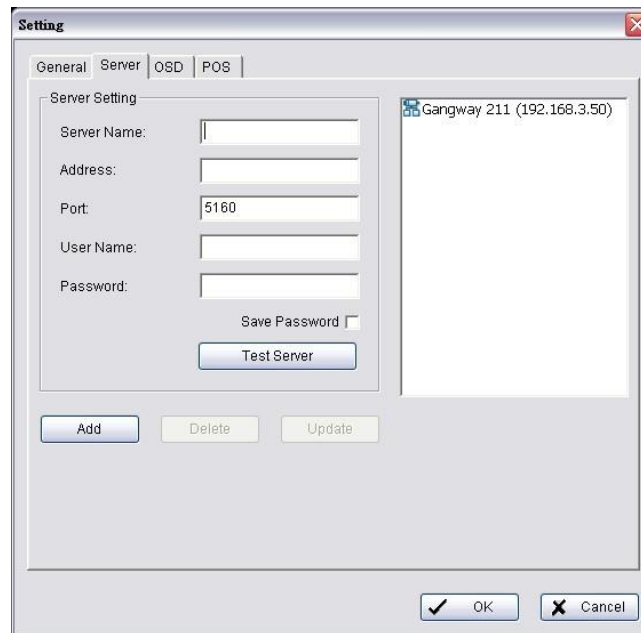 Setting
General Server OSD POS
Server Setting
Server Name:
Address:
Port: 5160
User Name:
Password:
Save Password
Test Server
Gangway 211 (192.168.3.50)
Add Delete Update
OK Cancel